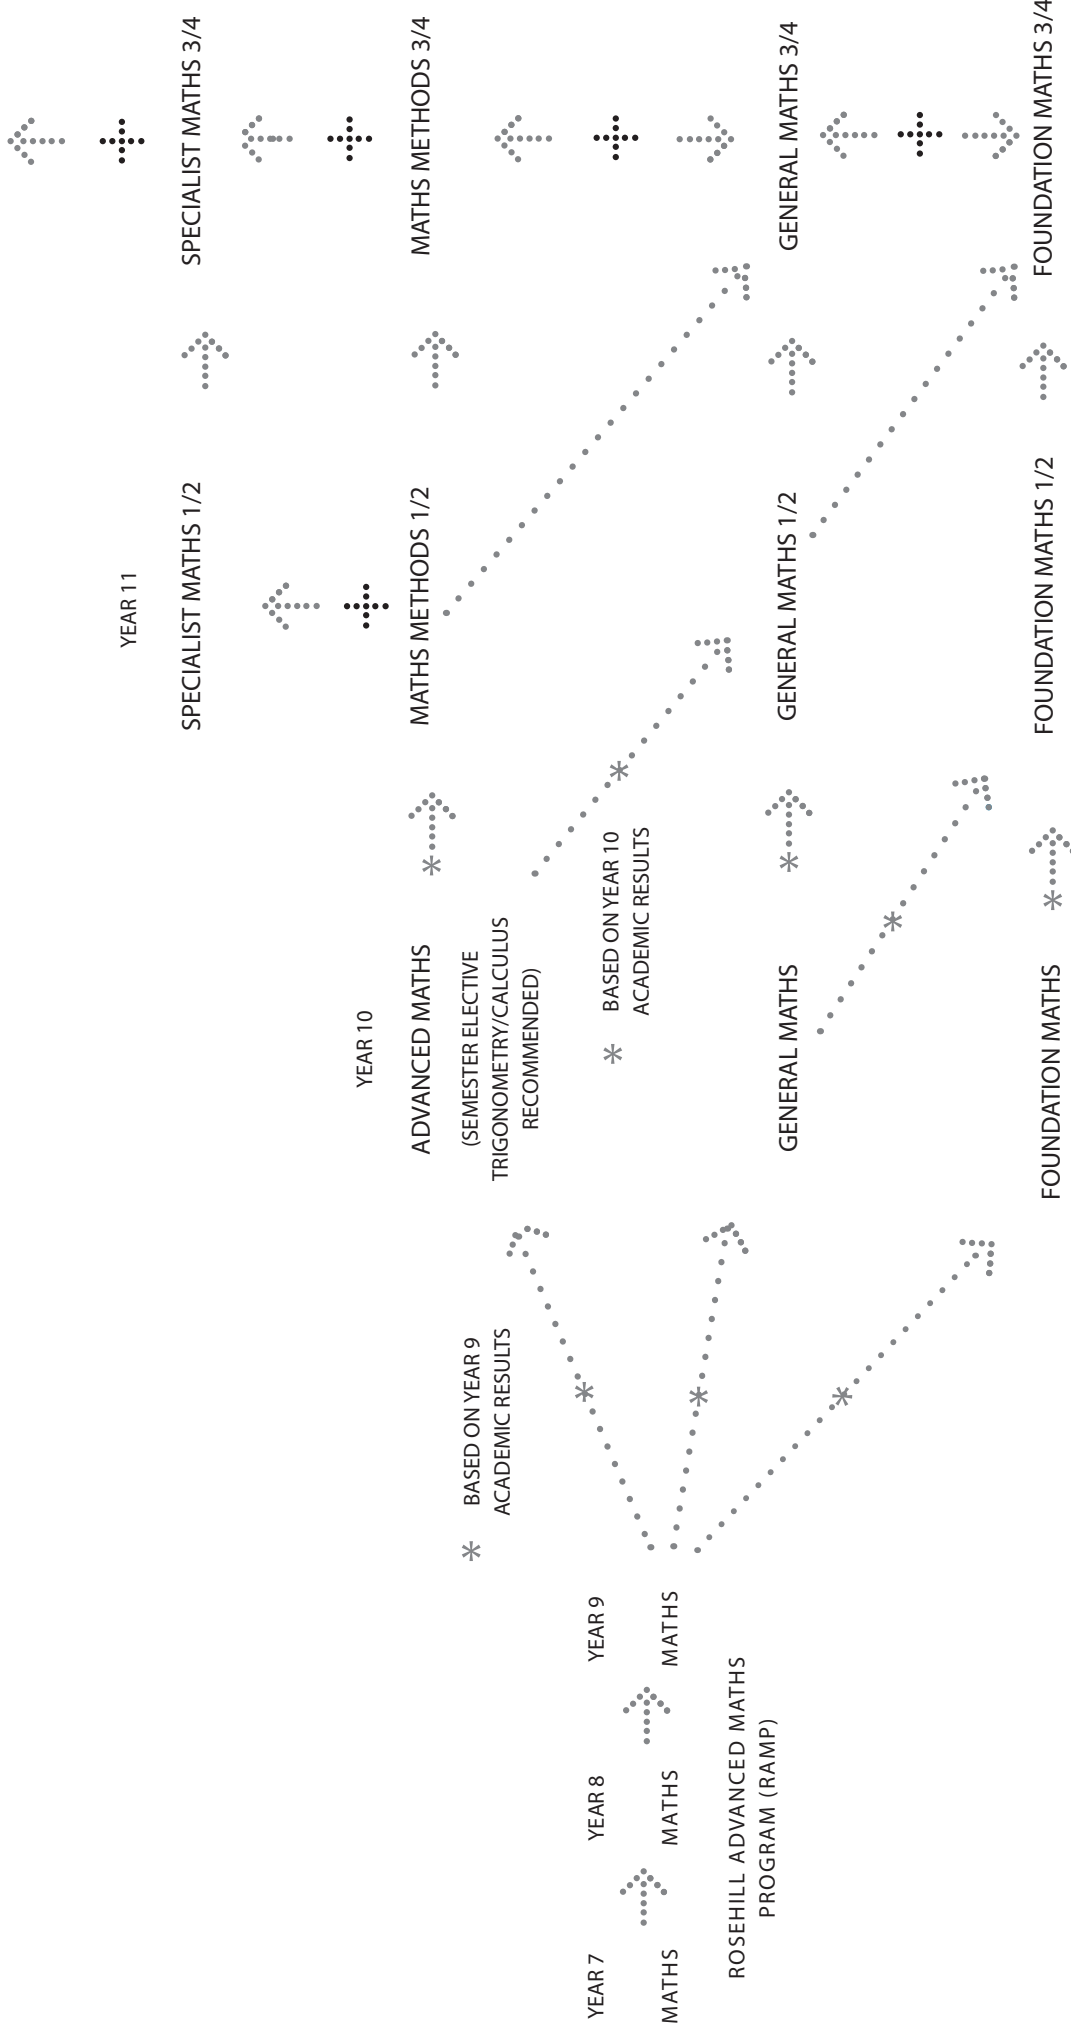 YEAR 7
MATHS
YEAR 8
MATHS
YEAR 9
MATHS
ROSEHILL ADVANCED MATHS
PROGRAM (RAMP)
* BASED ON YEAR 9
ACADEMIC RESULTS
YEAR 10
ADVANCED MATHS
(SEMESTER ELECTIVE
TRIGONOMETRY/CALCULUS
RECOMMENDED)
* BASED ON YEAR 10
ACADEMIC RESULTS
GENERAL MATHS
FOUNDATION MATHS
YEAR 11
SPECIALIST MATHS 1/2
MATHS METHODS 1/2
GENERAL MATHS 1/2
FOUNDATION MATHS 1/2
SPECIALIST MATHS 3/4
MATHS METHODS 3/4
GENERAL MATHS 3/4
FOUNDATION MATHS 3/4